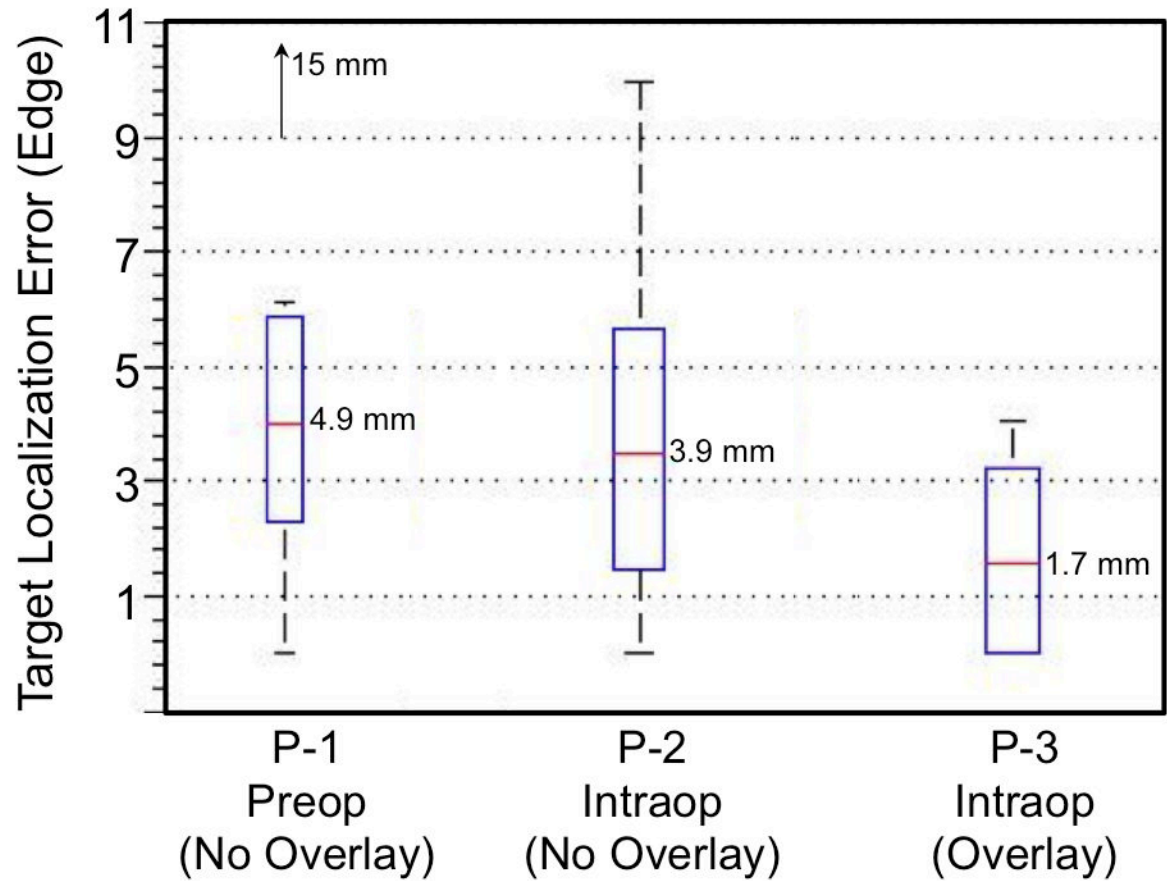 Target Localization Error (Edge)
11
9
7
5
3
1
15 mm
4.9 mm
3.9 mm
1.7 mm
P-1
Preop
(No Overlay)
P-2
Intraop
(No Overlay)
P-3
Intraop
(Overlay)